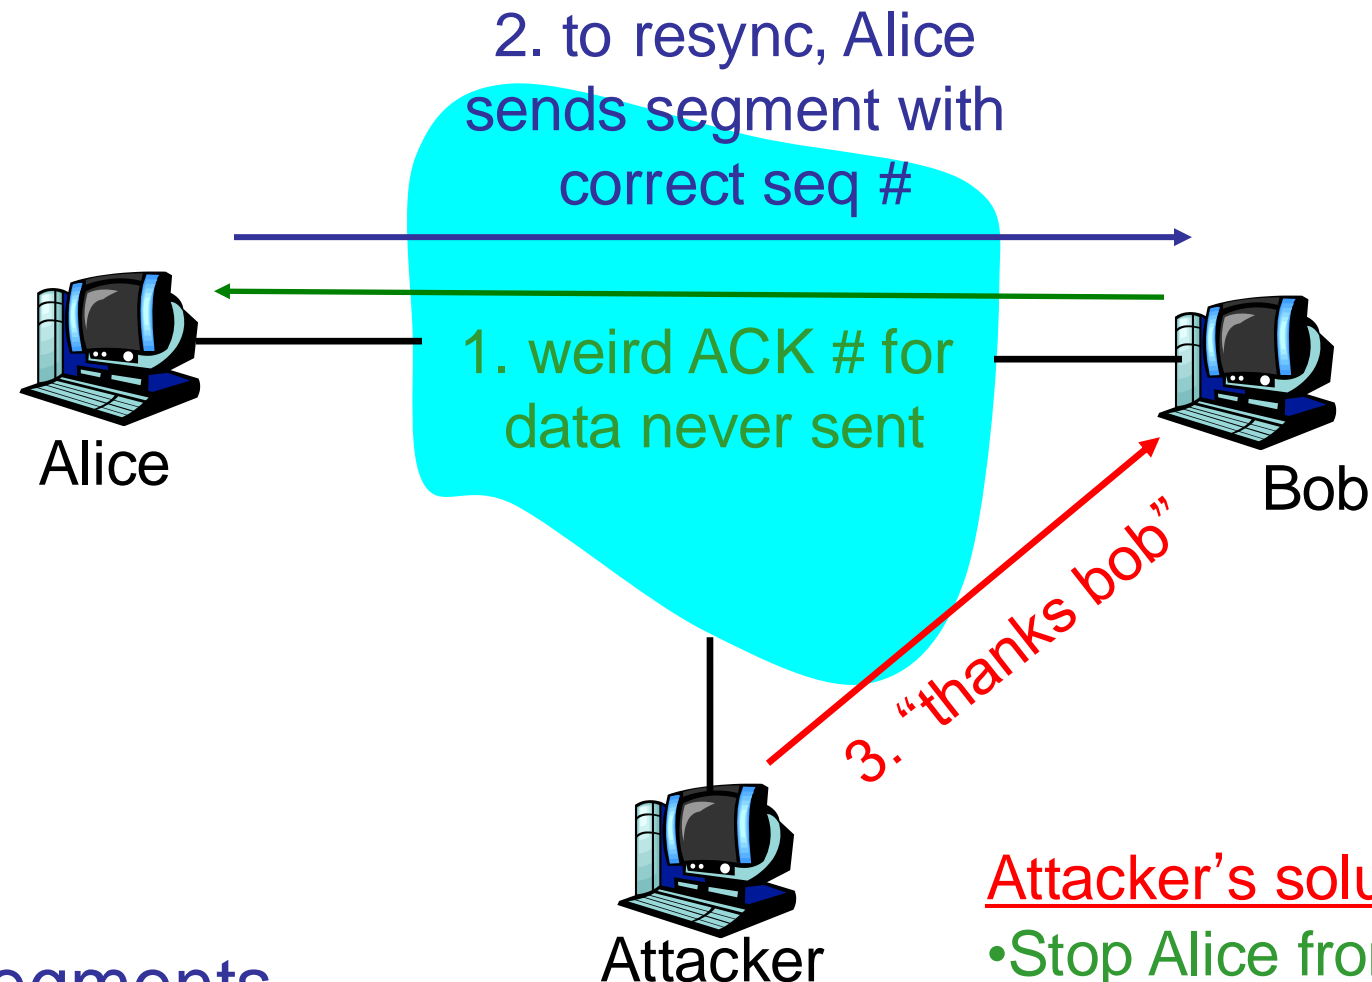 2. to resync, Alice
sends segment with
correct seq #
1. weird ACK # for
data never sent
Alice
Bob
3. “thanks bob”
Attacker
Attacker’s solu
•Stop Alice from